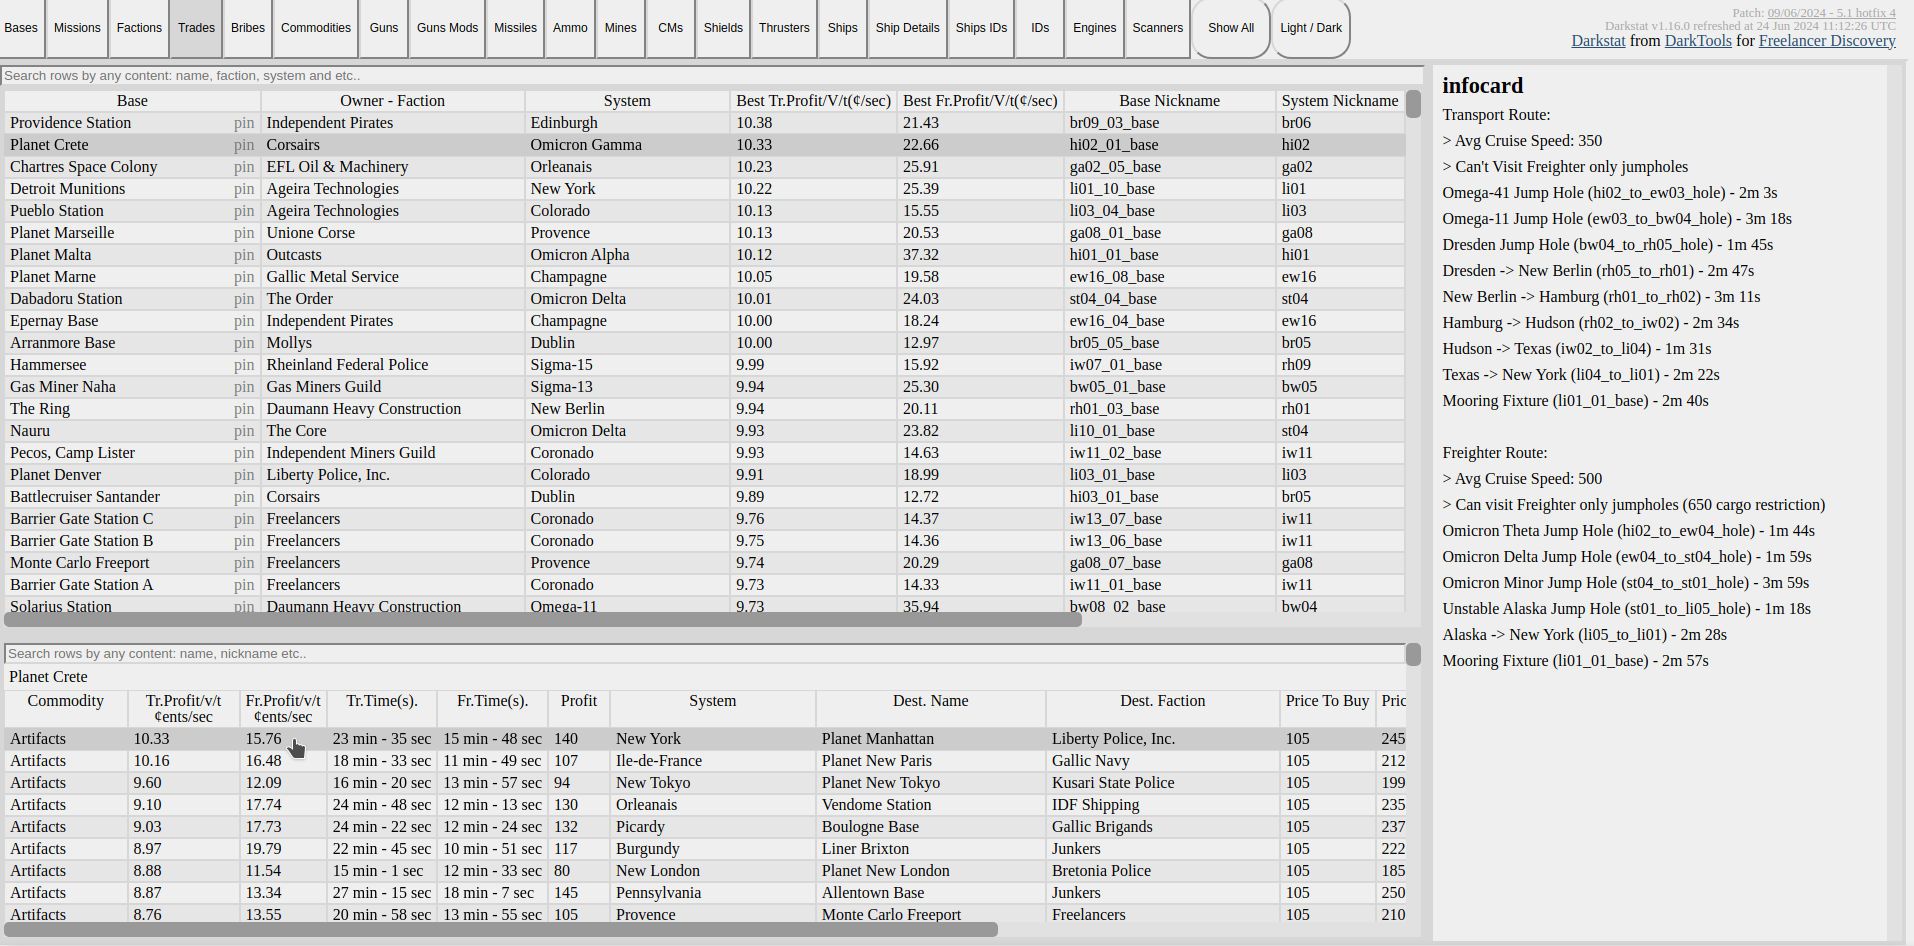 Bases Missions Factions Trades Bribes Commodities Guns Guns Mods Missiles Ammo Mines CMs Shields Thrusters Ships Ship Details Ships IDs IDs Engines Scanners Show All Light / Dark
Patch: 09/06/2024 - 5.1 hotfix 4
Darkstat v1.16.0 refreshed at 24 Jun 2024 11:12:26 UTC
Darkstat from DarkTools for Freelancer Discovery
Search rows by any content: name, faction, system and etc..
Base Owner - Faction System Best Tr.Profit/V/t(¢/sec) Best Fr.Profit/V/t(¢/sec) Base Nickname System Nickname
Providence Station pin Independent Pirates Edinburgh 10.38 21.43 br09_03_base br06
Planet Crete pin Corsairs Omicron Gamma 10.33 22.66 hi02_01_base hi02
Chartres Space Colony pin EFL Oil & Machinery Orleanais 10.23 25.91 ga02_05_base ga02
Detroit Munitions pin Ageira Technologies New York 10.22 25.39 li01_10_base li01
Pueblo Station pin Ageira Technologies Colorado 10.13 15.55 li03_04_base li03
Planet Marseille pin Unione Corse Provence 10.13 20.53 ga08_01_base ga08
Planet Malta pin Outcasts Omicron Alpha 10.12 37.32 hi01_01_base hi01
Planet Marne pin Gallic Metal Service Champagne 10.05 19.58 ew16_08_base ew16
Dabadoru Station pin The Order Omicron Delta 10.01 24.03 st04_04_base st04
Epernay Base pin Independent Pirates Champagne 10.00 18.24 ew16_04_base ew16
Arranmore Base pin Mollys Dublin 10.00 12.97 br05_05_base br05
Hammersee pin Rheinland Federal Police Sigma-15 9.99 15.92 iw07_01_base rh09
Gas Miner Naha pin Gas Miners Guild Sigma-13 9.94 25.30 bw05_01_base bw05
The Ring pin Daumann Heavy Construction New Berlin 9.94 20.11 rh01_03_base rh01
Nauru pin The Core Omicron Delta 9.93 23.82 li10_01_base st04
Pecos, Camp Lister pin Independent Miners Guild Coronado 9.93 14.63 iw11_02_base iw11
Planet Denver pin Liberty Police, Inc. Colorado 9.91 18.99 li03_01_base li03
Battlecruiser Santander pin Corsairs Dublin 9.89 12.72 hi03_01_base br05
Barrier Gate Station C pin Freelancers Coronado 9.76 14.37 iw13_07_base iw11
Barrier Gate Station B pin Freelancers Coronado 9.75 14.36 iw13_06_base iw11
Monte Carlo Freeport pin Freelancers Provence 9.74 20.29 ga08_07_base ga08
Barrier Gate Station A pin Freelancers Coronado 9.73 14.33 iw11_01_base iw11
Solarius Station pin Daumann Heavy Construction Omega-11 9.73 35.94 bw08_02_base bw04
Search rows by any content: name, nickname etc..
Planet Crete
Commodity Tr.Profit/v/t ¢ents/sec Fr.Profit/v/t ¢ents/sec Tr.Time(s). Fr.Time(s). Profit System Dest. Name Dest. Faction Price To Buy Pric
Artifacts 10.33 15.76 23 min - 35 sec 15 min - 48 sec 140 New York Planet Manhattan Liberty Police, Inc. 105 245
Artifacts 10.16 16.48 18 min - 33 sec 11 min - 49 sec 107 Ile-de-France Planet New Paris Gallic Navy 105 212
Artifacts 9.60 12.09 16 min - 20 sec 13 min - 57 sec 94 New Tokyo Planet New Tokyo Kusari State Police 105 199
Artifacts 9.10 17.74 24 min - 48 sec 12 min - 13 sec 130 Orleanais Vendome Station IDF Shipping 105 235
Artifacts 9.03 17.73 24 min - 22 sec 12 min - 24 sec 132 Picardy Boulogne Base Gallic Brigands 105 237
Artifacts 8.97 19.79 22 min - 45 sec 10 min - 51 sec 117 Burgundy Liner Brixton Junkers 105 222
Artifacts 8.88 11.54 15 min - 1 sec 12 min - 33 sec 80 New London Planet New London Bretonia Police 105 185
Artifacts 8.87 13.34 27 min - 15 sec 18 min - 7 sec 145 Pennsylvania Allentown Base Junkers 105 250
Artifacts 8.76 13.55 20 min - 58 sec 13 min - 55 sec 105 Provence Monte Carlo Freeport Freelancers 105 210
infocard
Transport Route:
> Avg Cruise Speed: 350
> Can't Visit Freighter only jumpholes
Omega-41 Jump Hole (hi02_to_ew03_hole) - 2m 3s
Omega-11 Jump Hole (ew03_to_bw04_hole) - 3m 18s
Dresden Jump Hole (bw04_to_rh05_hole) - 1m 45s
Dresden -> New Berlin (rh05_to_rh01) - 2m 47s
New Berlin -> Hamburg (rh01_to_rh02) - 3m 11s
Hamburg -> Hudson (rh02_to_iw02) - 2m 34s
Hudson -> Texas (iw02_to_li04) - 1m 31s
Texas -> New York (li04_to_li01) - 2m 22s
Mooring Fixture (li01_01_base) - 2m 40s
Freighter Route:
> Avg Cruise Speed: 500
> Can visit Freighter only jumpholes (650 cargo restriction)
Omicron Theta Jump Hole (hi02_to_ew04_hole) - 1m 44s
Omicron Delta Jump Hole (ew04_to_st04_hole) - 1m 59s
Omicron Minor Jump Hole (st04_to_st01_hole) - 3m 59s
Unstable Alaska Jump Hole (st01_to_li05_hole) - 1m 18s
Alaska -> New York (li05_to_li01) - 2m 28s
Mooring Fixture (li01_01_base) - 2m 57s